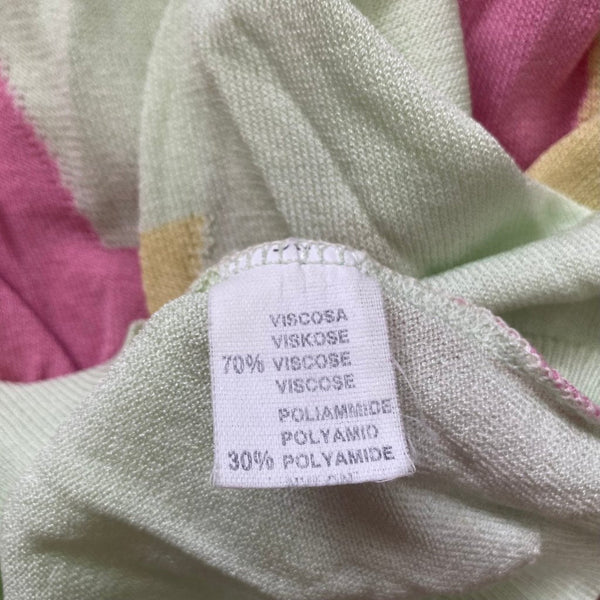 VISCOSA
VISKOSE
70% VISCOSE
VISCOSE
POLIAMMIDE
POLYAMID
30% POLYAMIDE